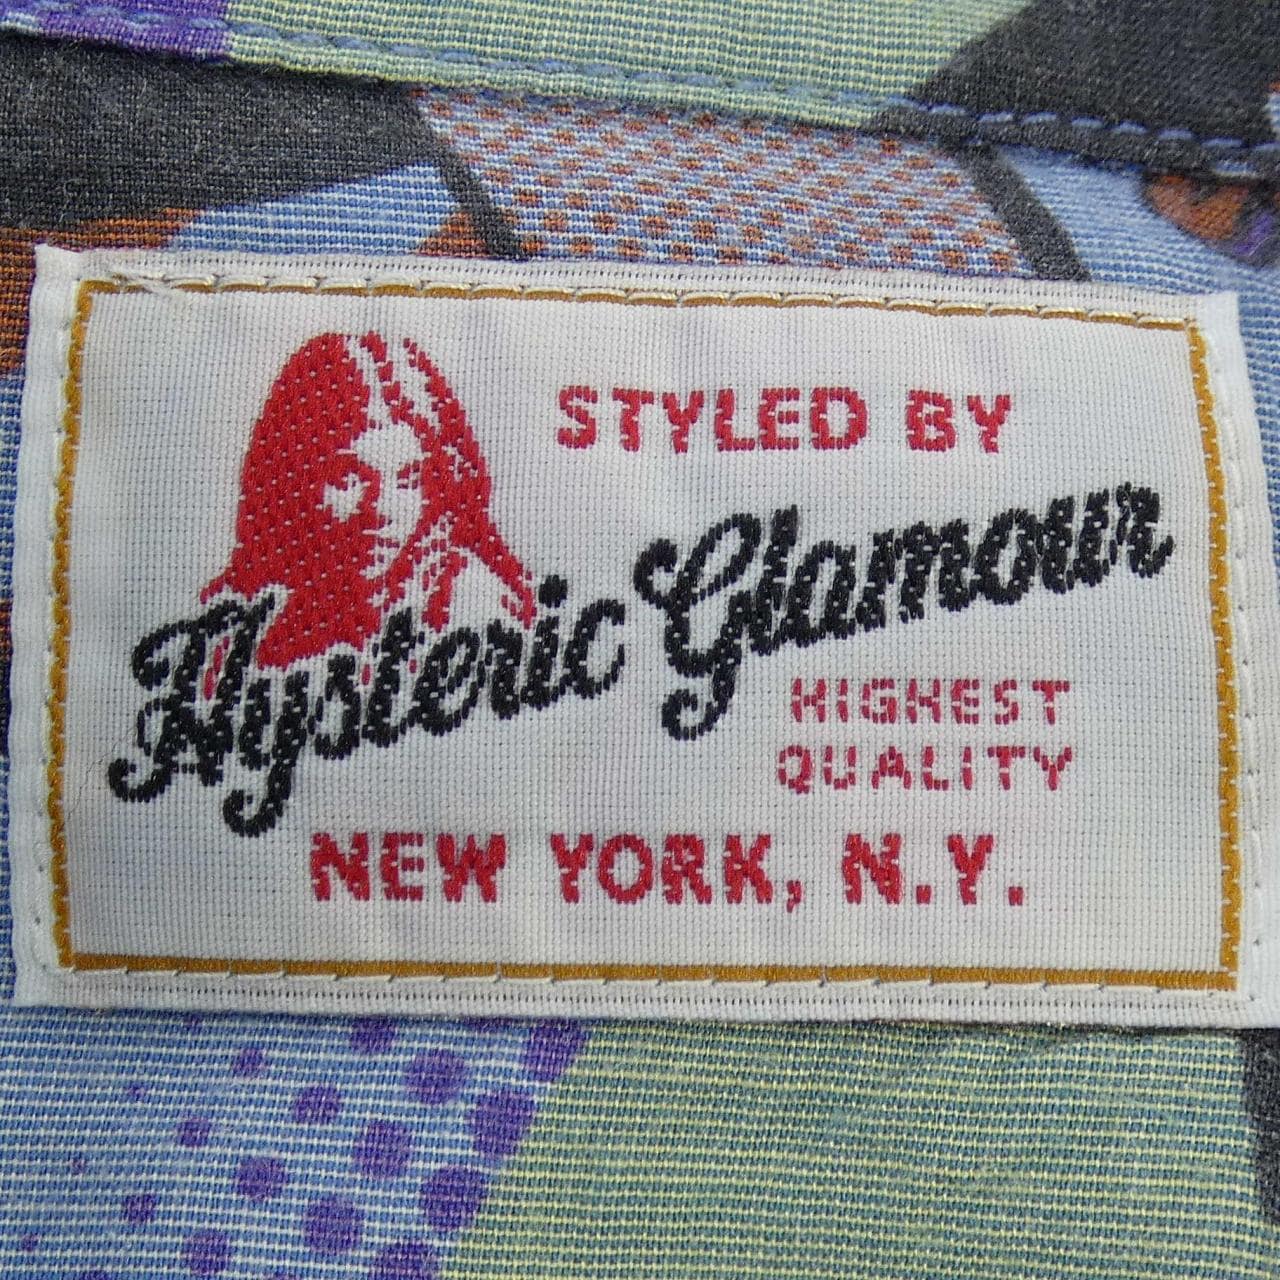 STYLED BY
Hysteric Glamour
HIGHEST
QUALITY
NEW YORK, N.Y.